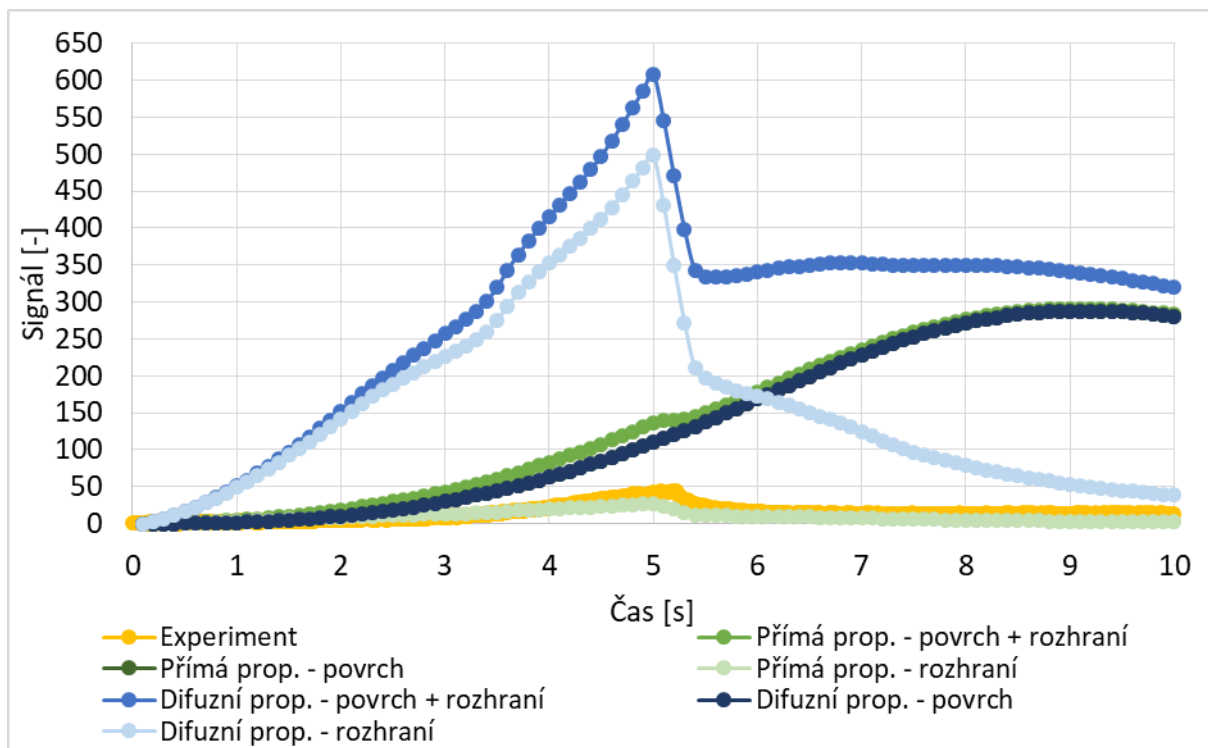 650
600
550
500
450
400
350
300
250
200
150
100
50
0
Signál [-]
0 1 2 3 4 5 6 7 8 9 10
Čas [s]
Experiment
Přímá prop. - povrch + rozhraní
Přímá prop. - povrch
Přímá prop. - rozhraní
Difuzní prop. - povrch + rozhraní
Difuzní prop. - povrch
Difuzní prop. - rozhraní